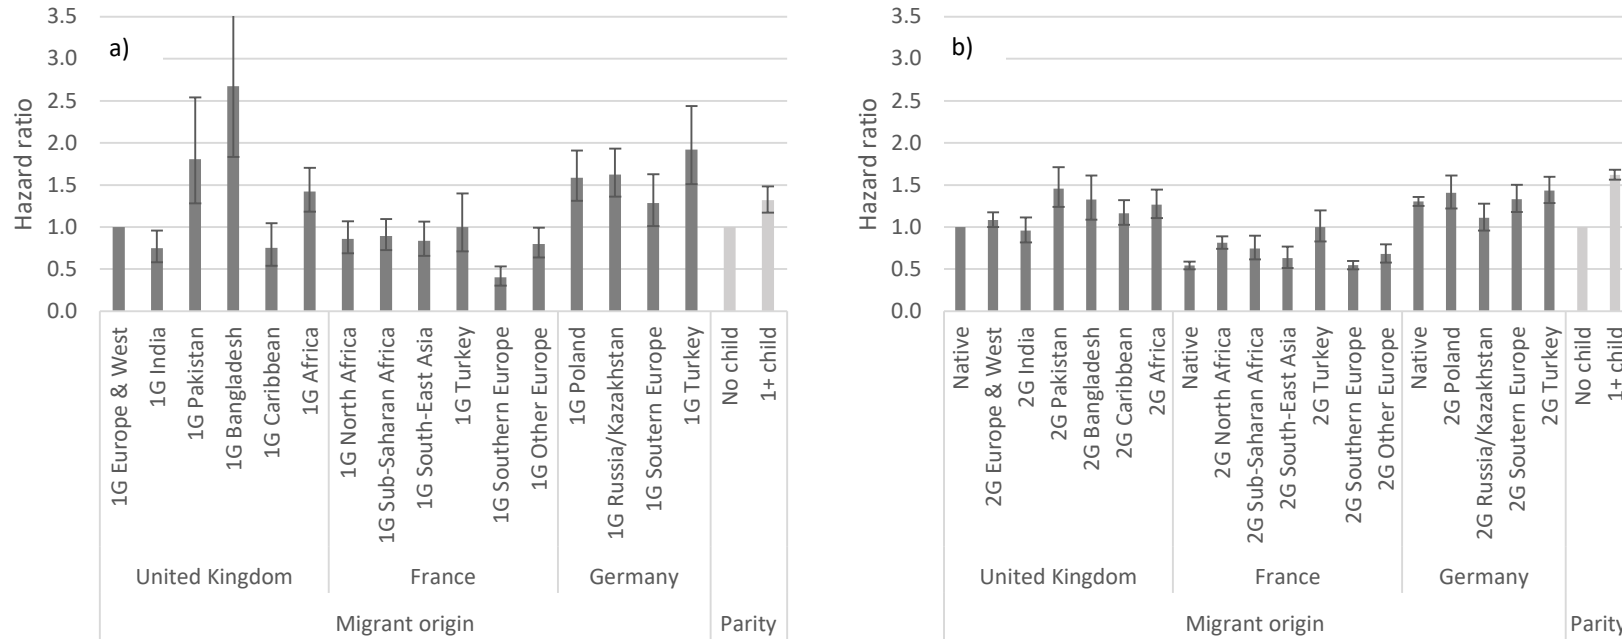 a)
Hazard ratio
3.5
3.0
2.5
2.0
1.5
1.0
0.5
0.0
1G Europe & West
1G India
1G Pakistan
1G Bangladesh
1G Caribbean
1G Africa
1G North Africa
1G Sub-Saharan Africa
1G South-East Asia
1G Turkey
1G Southern Europe
1G Other Europe
1G Poland
1G Russia/Kazakhstan
1G Soutern Europe
1G Turkey
No child
1+ child
United Kingdom
France
Germany
Migrant origin
Parity
b)
Hazard ratio
3.5
3.0
2.5
2.0
1.5
1.0
0.5
0.0
Native
2G Europe & West
2G India
2G Pakistan
2G Bangladesh
2G Caribbean
2G Africa
Native
2G North Africa
2G Sub-Saharan Africa
2G South-East Asia
2G Turkey
2G Southern Europe
2G Other Europe
Native
2G Poland
2G Russia/Kazakhstan
2G Soutern Europe
2G Turkey
No child
1+ child
United Kingdom
France
Germany
Migrant origin
Parity